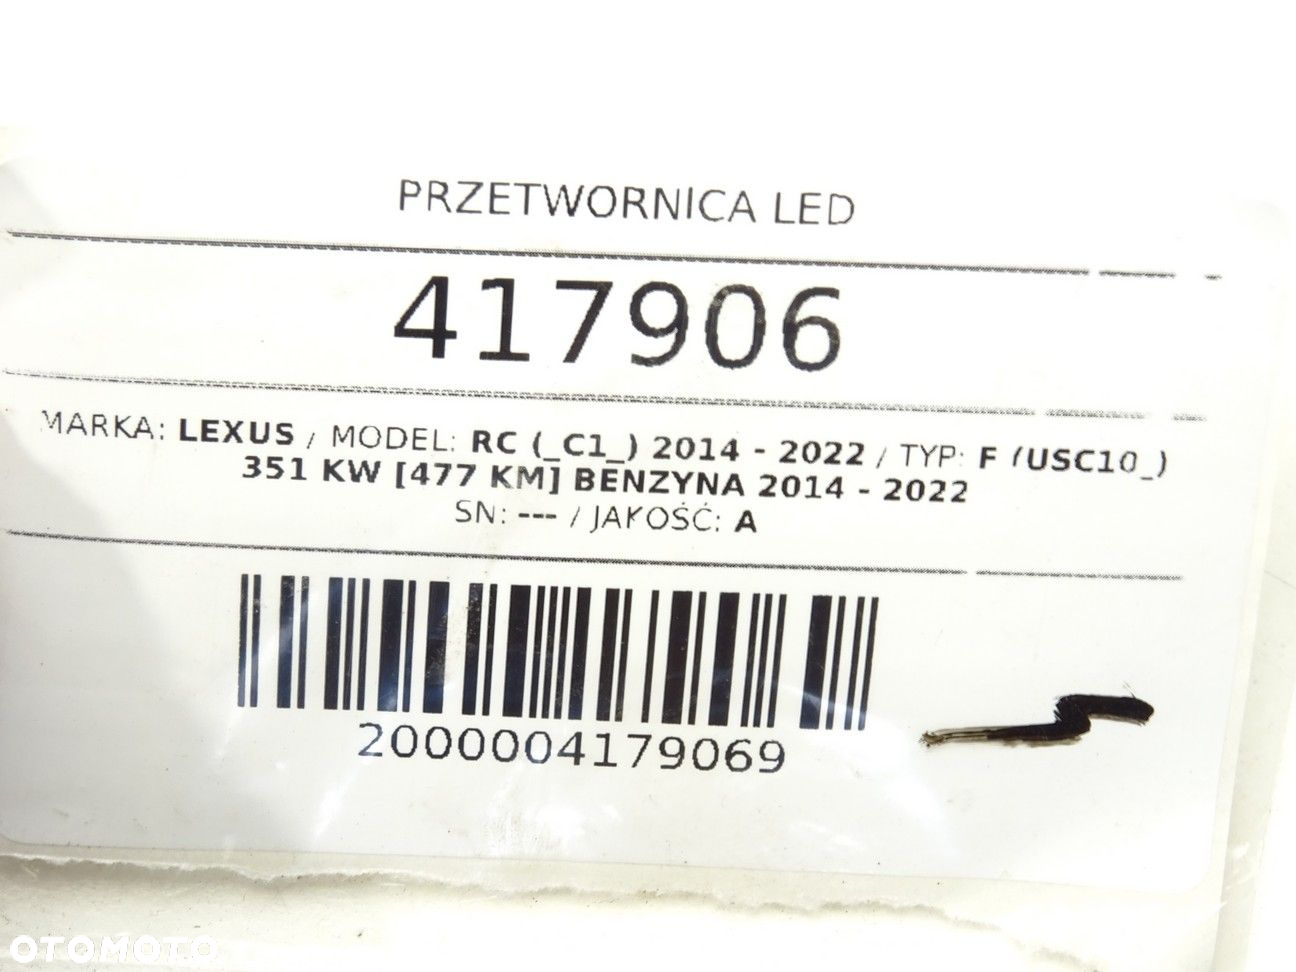 PRZETWORNICA LED
417906
MARKA: LEXUS / MODEL: RC (_C1_) 2014 - 2022 / TYP: F (USC10_)
351 KW [477 KM] BENZYNA 2014 - 2022
SN: --- / JAKOŚĆ: A
2000004179069
OTOMOTO